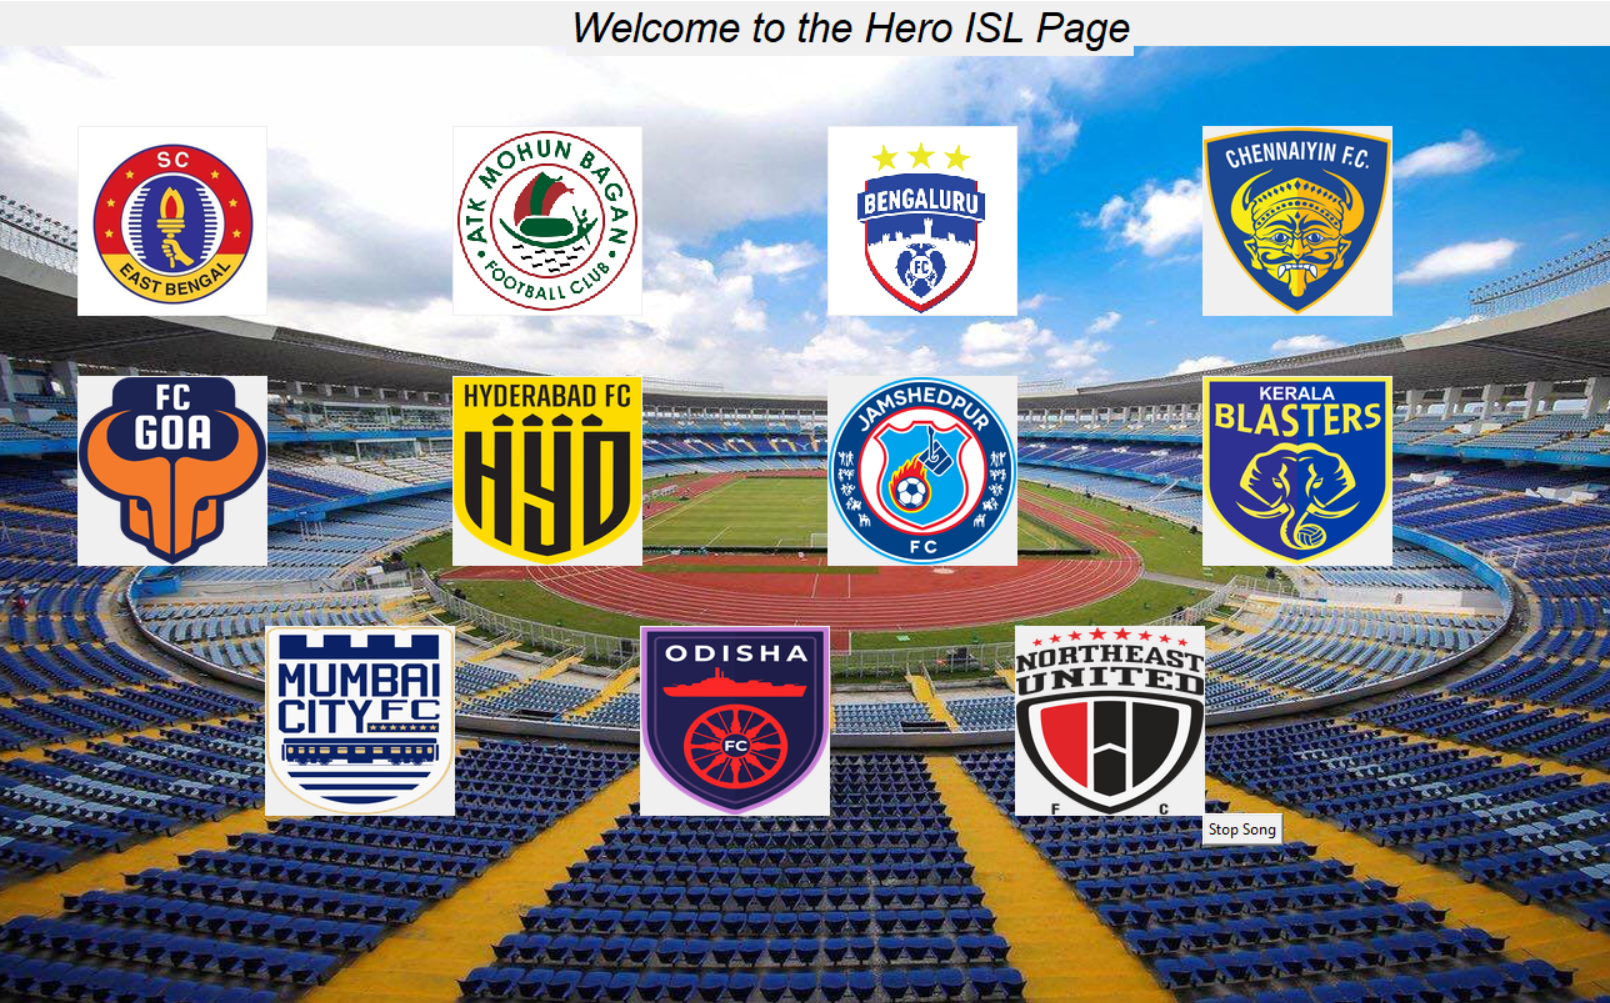 Welcome to the Hero ISL Page
SC
EAST BENGAL
ATK MOHUN BAGAN
• FOOTBALL CLUB •
BENGALURU
FC
CHENNAIYIN F.C.
FC
GOA
HYDERABAD FC
HYD
JAMSHEDPUR
FC
KERALA
BLASTERS
MUMBAI
CITY FC
ODISHA
FC
NORTHEAST
UNITED
F C
Stop Song